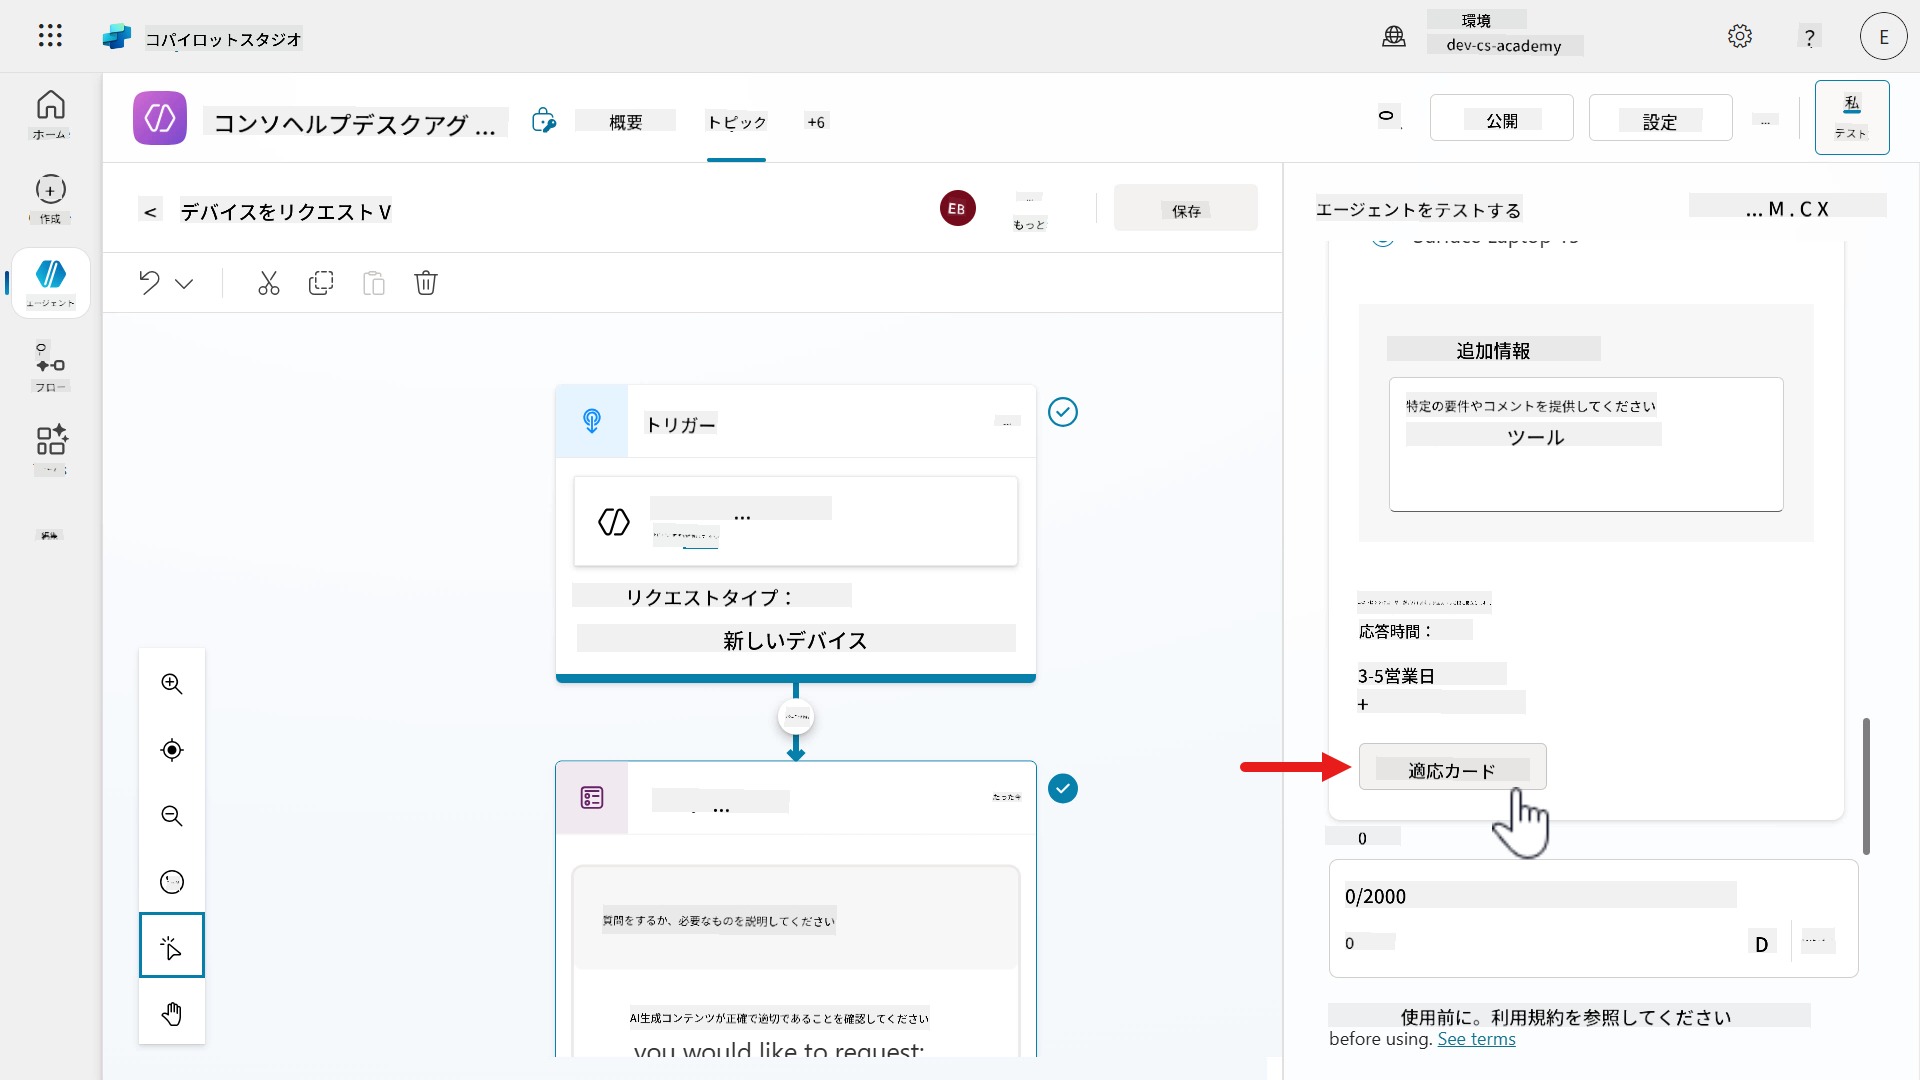 コパイロットスタジオ
環境
dev-cs-academy
?
E
ホーム
作成
エージェント
フロー
編集
コンソヘルプデスクアグ ...
概要
トピック
+6
公開
設定
...
私
テスト
<
デバイスをリクエスト V
EB
...
もっと
保存
トリガー
...
...
リクエストタイプ：
新しいデバイス
...
質問をするか、必要なものを説明してください
AI生成コンテンツが正確で適切であることを確認してください
you would like to request:
エージェントをテストする
... M . C X
追加情報
特定の要件やコメントを提供してください
ツール
応答時間：
3-5営業日
+
適応カード
0
0/2000
0
D
使用前に。利用規約を参照してください
before using. See terms